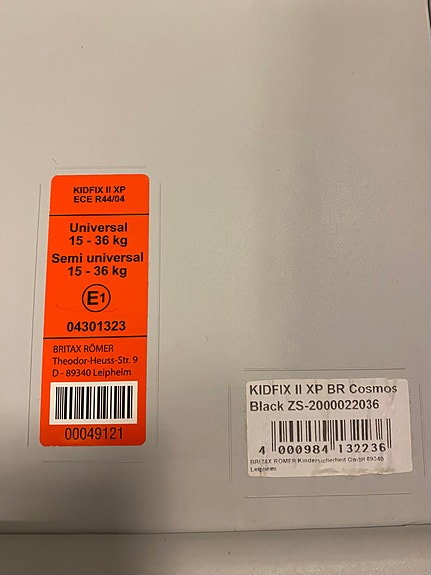 KIDFIX II XP
ECE R44/04
Universal
15 - 36 kg
Semi universal
15 - 36 kg
E1
04301323
BRITAX RÖMER
Theodor-Heuss-Str. 9
D - 89340 Leipheim
00049121
KIDFIX II XP BR Cosmos
Black ZS-2000022036
4 000984 132236
BRITAX RÖMER Kindersicherheit GmbH 89340
Leipheim